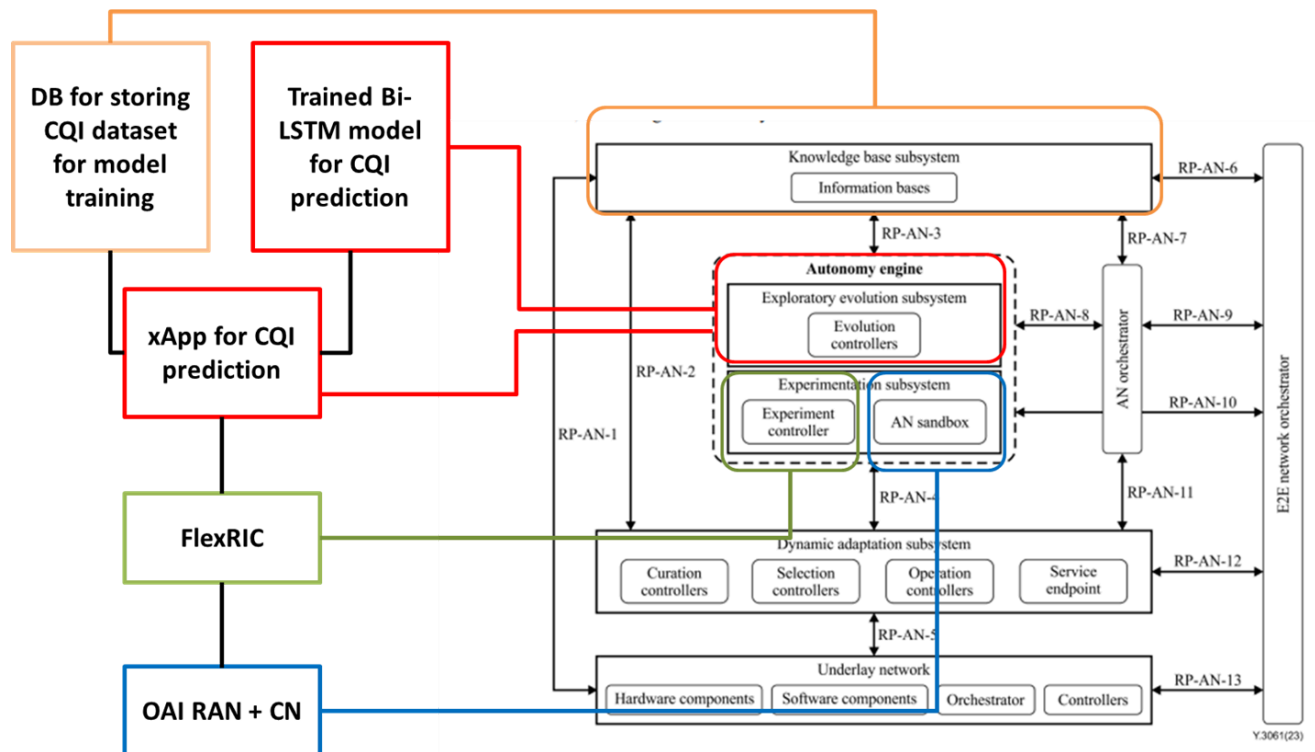 DB for storing
CQI dataset
for model
training
Trained Bi-
LSTM model
for CQI
prediction
xApp for CQI
prediction
FlexRIC
OAI RAN + CN
Knowledge base subsystem
Information bases
RP-AN-6
RP-AN-3
RP-AN-7
Autonomy engine
Exploratory evolution subsystem
Evolution
controllers
RP-AN-8
RP-AN-9
RP-AN-2
Experimentation subsystem
Experiment
controller
AN sandbox
AN orchestrator
RP-AN-10
RP-AN-1
RP-AN-4
RP-AN-11
E2E network orchestrator
Dynamic adaptation subsystem
Curation
controllers
Selection
controllers
Operation
controllers
Service
endpoint
RP-AN-12
RP-AN-5
Underlay network
Hardware components
Software components
Orchestrator
Controllers
RP-AN-13
Y.3061(23)